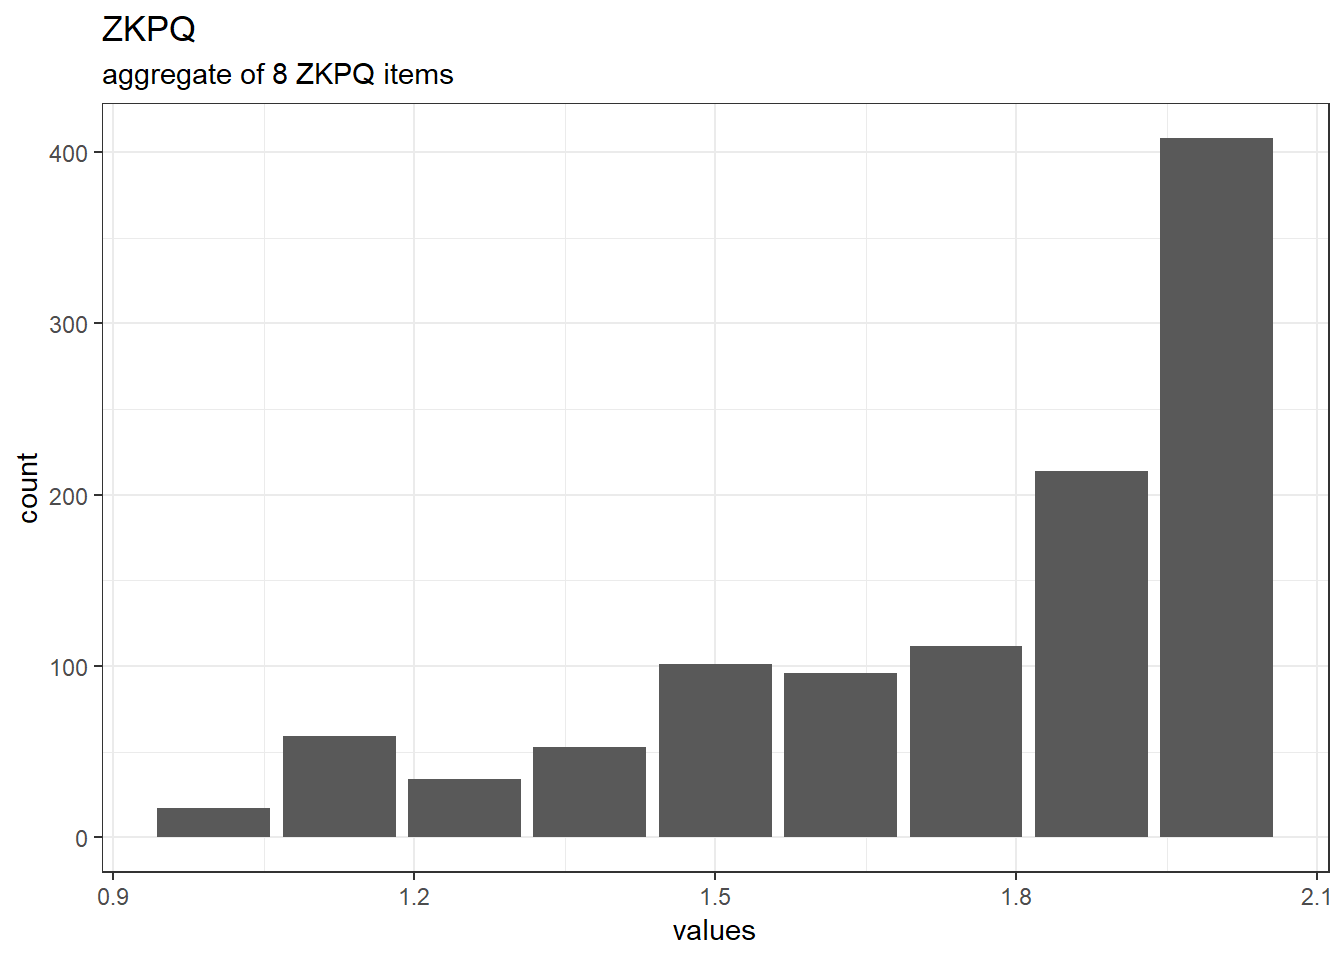 ZKPQ
aggregate of 8 ZKPQ items
400
300
200
100
0
count
0.9 1.2 1.5 1.8 2.1
values